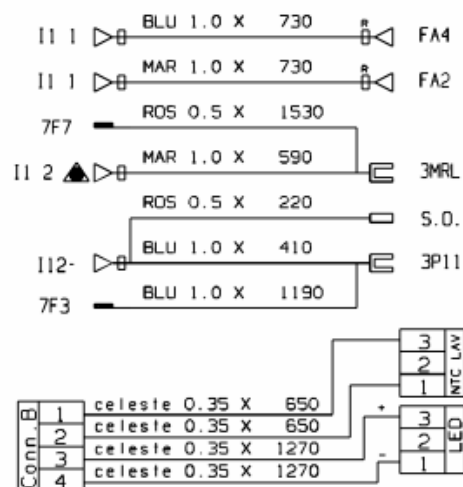 I1 1 BLU 1.0 X 730 R FA4
I1 1 MAR 1.0 X 730 R FA2
7F7 ROS 0.5 X 1530
I1 2 MAR 1.0 X 590 3MRL
ROS 0.5 X 220 S.O.
I12- BLU 1.0 X 410 3P11
7F3 BLU 1.0 X 1190
3
2
1
NTC LAV
Conn.B
1 celeste 0.35 X 650
2 celeste 0.35 X 650
3 celeste 0.35 X 1270 +
4 celeste 0.35 X 1270 -
3
2
1
LED